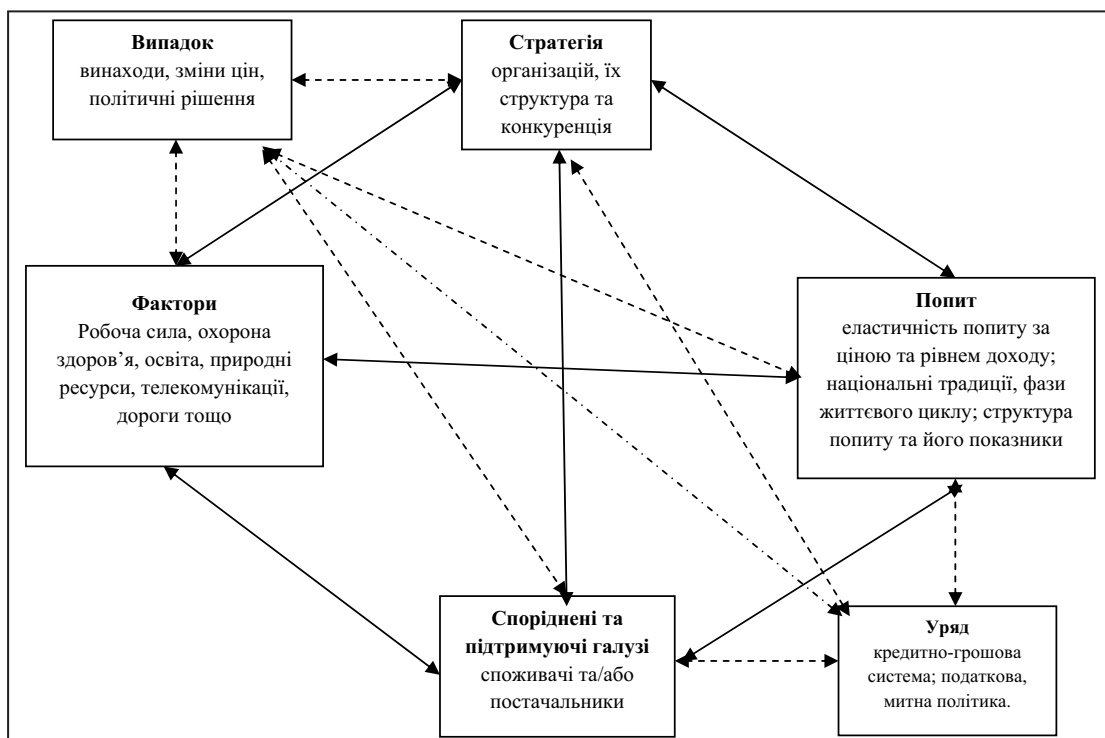 Випадок
винаходи, зміни цін,
політичні рішення
Стратегія
організацій, їх
структура та
конкуренція
Фактори
Робоча сила, охорона
здоров’я, освіта, природні
ресурси, телекомунікації,
дороги тощо
Попит
еластичність попиту за
ціною та рівнем доходу;
національні традиції, фази
життєвого циклу; структура
попиту та його показники
Споріднені та
підтримуючі галузі
споживачі та/або
постачальники
Уряд
кредитно-грошова
система; податкова,
митна політика.